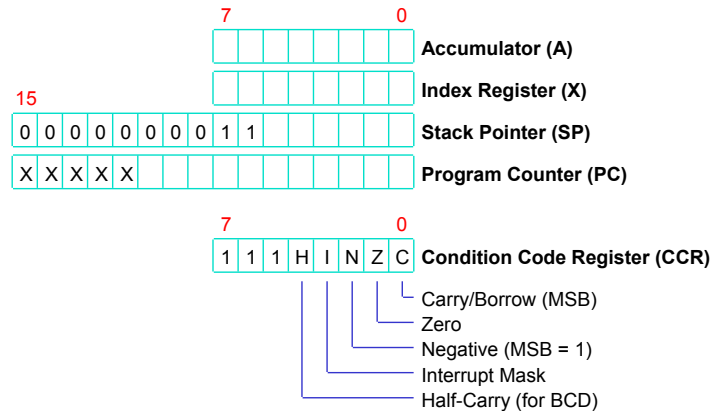 7 0
Accumulator (A)
Index Register (X)
15
0 0 0 0 0 0 0 0 1 1 Stack Pointer (SP)
X X X X X Program Counter (PC)
7 0
1 1 1 H I N Z C Condition Code Register (CCR)
Carry/Borrow (MSB)
Zero
Negative (MSB = 1)
Interrupt Mask
Half-Carry (for BCD)